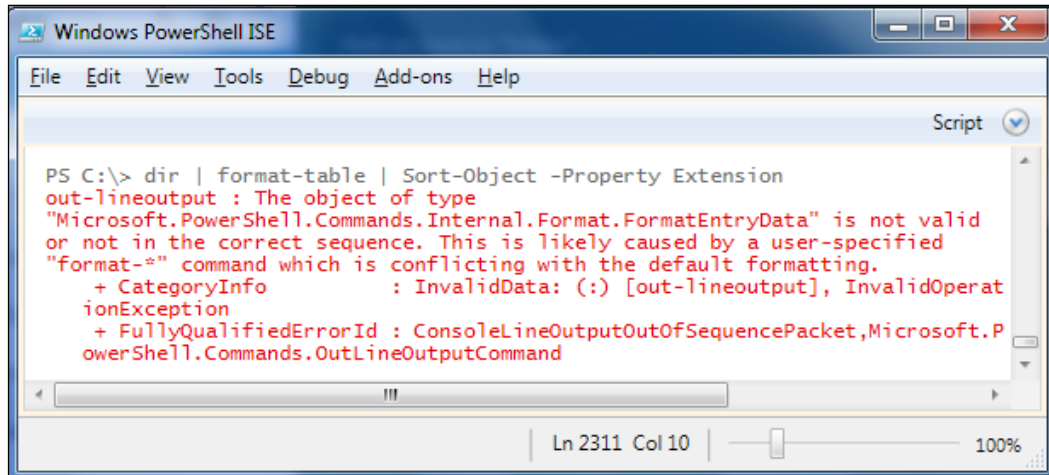 Windows PowerShell ISE
File Edit View Tools Debug Add-ons Help
Script
PS C:\> dir | format-table | Sort-Object -Property Extension
out-lineoutput : The object of type
"Microsoft.PowerShell.Commands.Internal.Format.FormatEntryData" is not valid
or not in the correct sequence. This is likely caused by a user-specified
"format-*" command which is conflicting with the default formatting.
+ CategoryInfo : InvalidData: (:) [out-lineoutput], InvalidOperat
ionException
+ FullyQualifiedErrorId : ConsoleLineOutputOutOfSequencePacket,Microsoft.P
owerShell.Commands.OutLineOutputCommand
Ln 2311 Col 10
100%